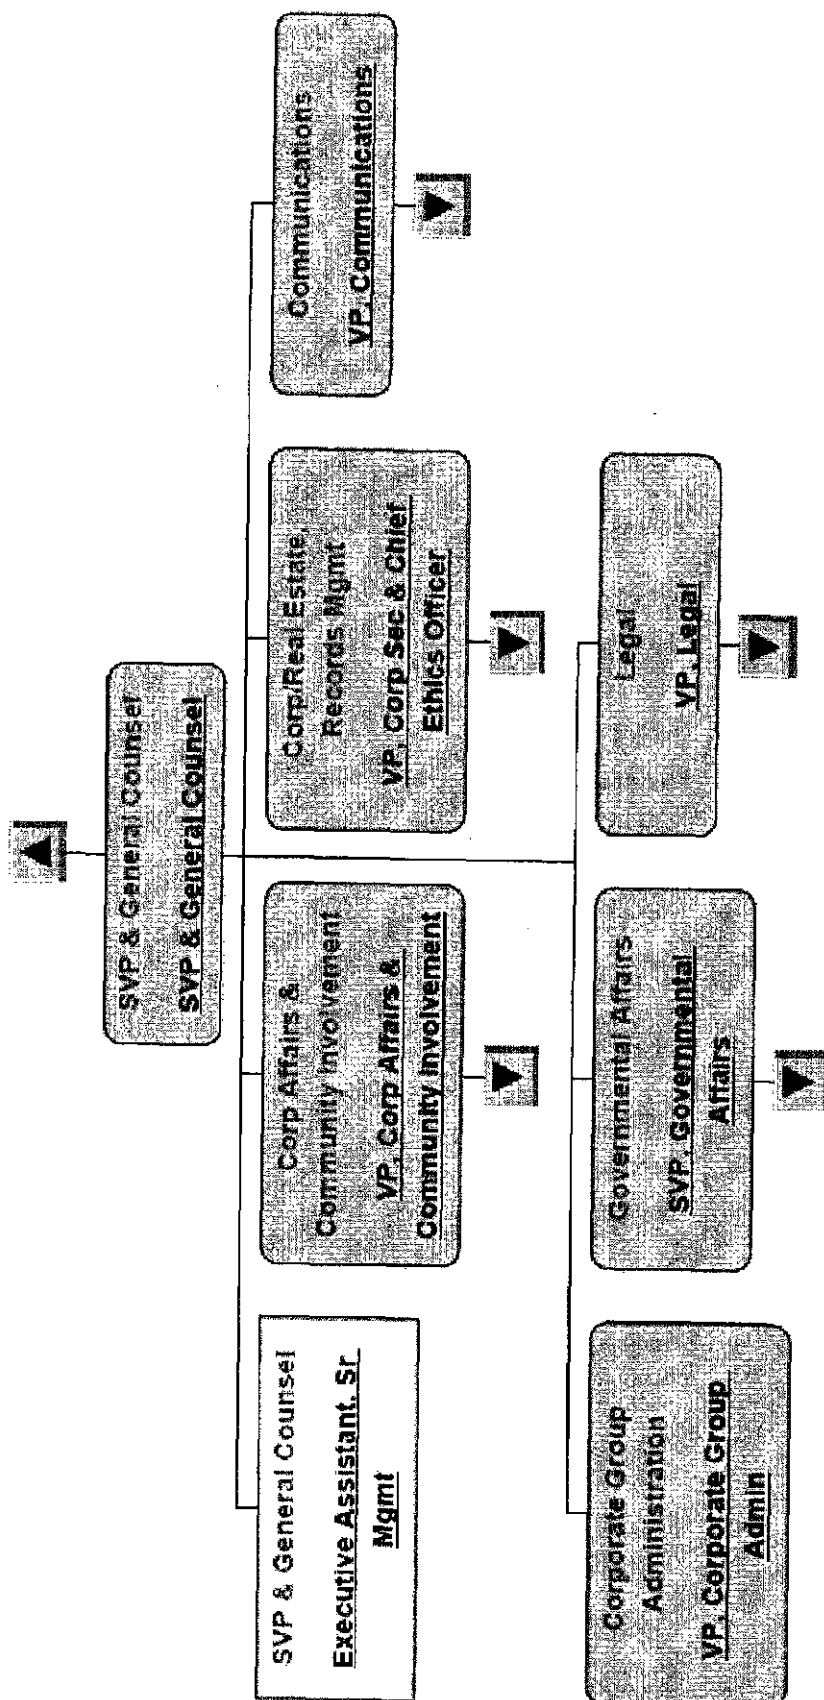 SVP & General Counsel
SVP & General Counsel
SVP & General Counsel
Executive Assistant, Sr
Mgmt
Corp Affairs &
Community Involvement
VP, Corp Affairs &
Community Involvement
Corp/Real Estate,
Records Mgmt
VP, Corp Sec & Chief
Ethics Officer
Communications
VP, Communications
Corporate Group
Administration
VP, Corporate Group
Admin
Governmental Affairs
SVP, Governmental
Affairs
Legal
VP, Legal